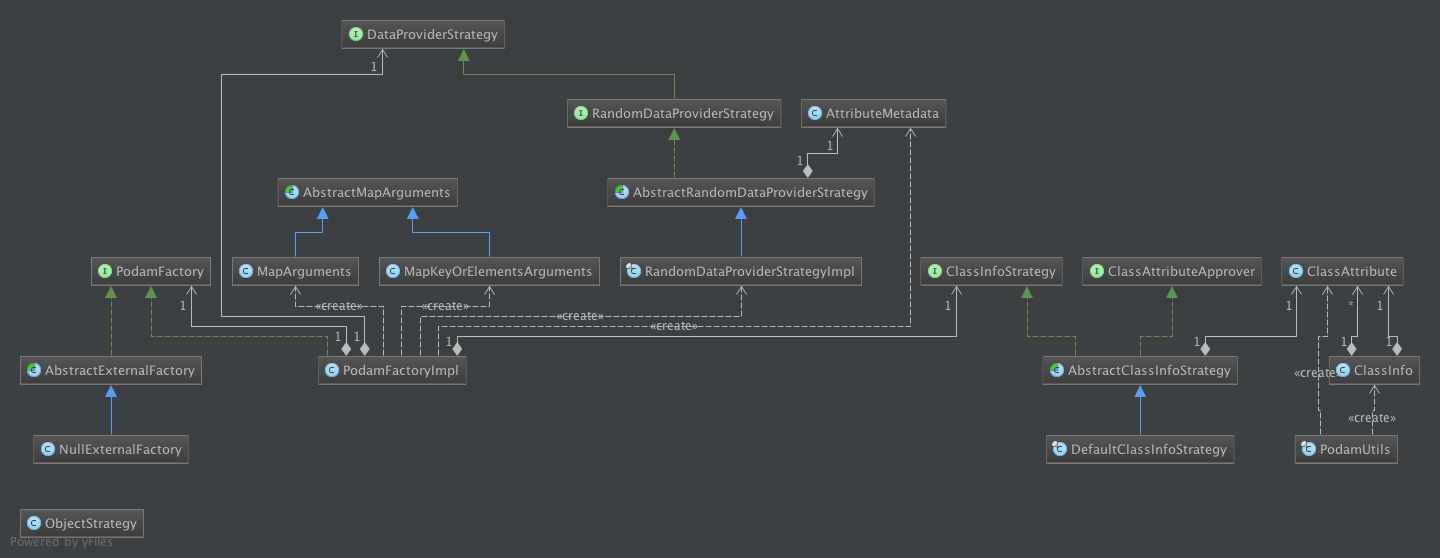 I DataProviderStrategy
1
I RandomDataProviderStrategy
C AttributeMetadata
1
1
C AbstractMapArguments
C AbstractRandomDataProviderStrategy
I PodamFactory
C MapArguments
C MapKeyOrElementsArguments
C RandomDataProviderStrategyImpl
I ClassInfoStrategy
I ClassAttributeApprover
C ClassAttribute
1
«create»
«create»
«create»
«create»
1
1
*
1
1
1
1
1
1
1
C AbstractExternalFactory
C PodamFactoryImpl
C AbstractClassInfoStrategy
«create»
C ClassInfo
«create»
C NullExternalFactory
C DefaultClassInfoStrategy
C PodamUtils
C ObjectStrategy
Powered by yFiles